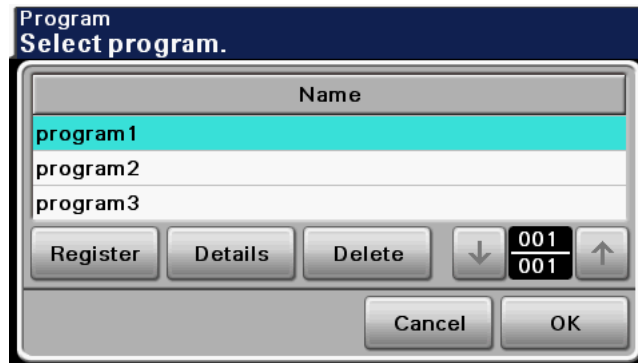 Program
Select program.
Name
program1
program2
program3
Register Details Delete ↓ 001 ↑
001
Cancel OK